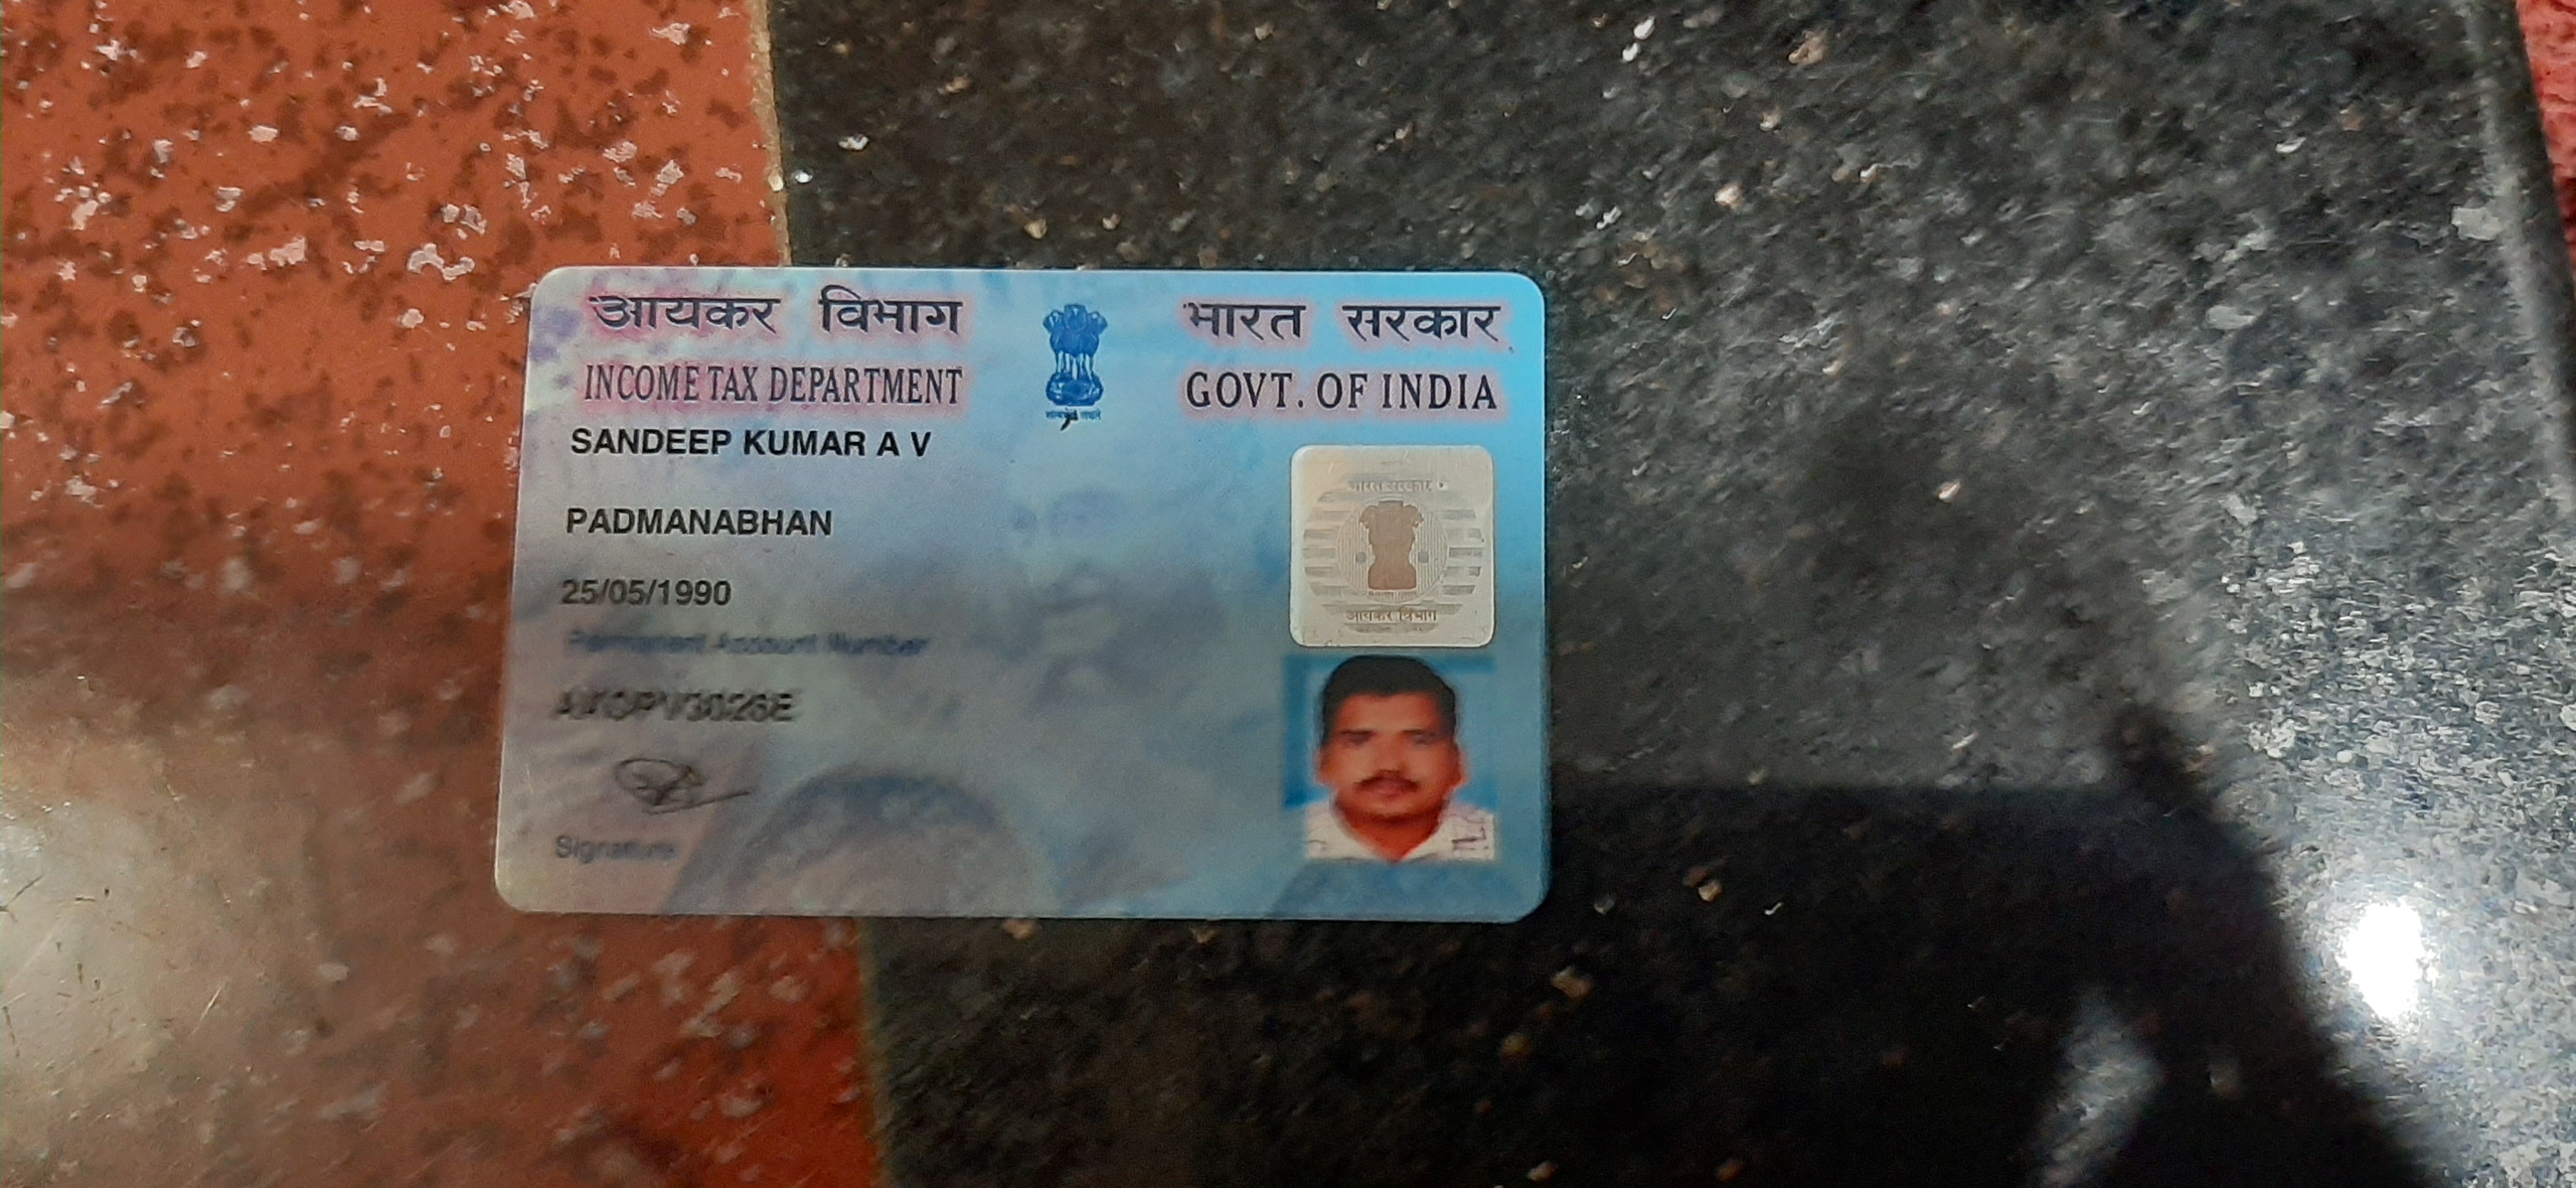 आयकर विभाग
INCOME TAX DEPARTMENT
भारत सरकार
GOVT. OF INDIA
SANDEEP KUMAR A V
PADMANABHAN
25/05/1990
Permanent Account Number
Signature